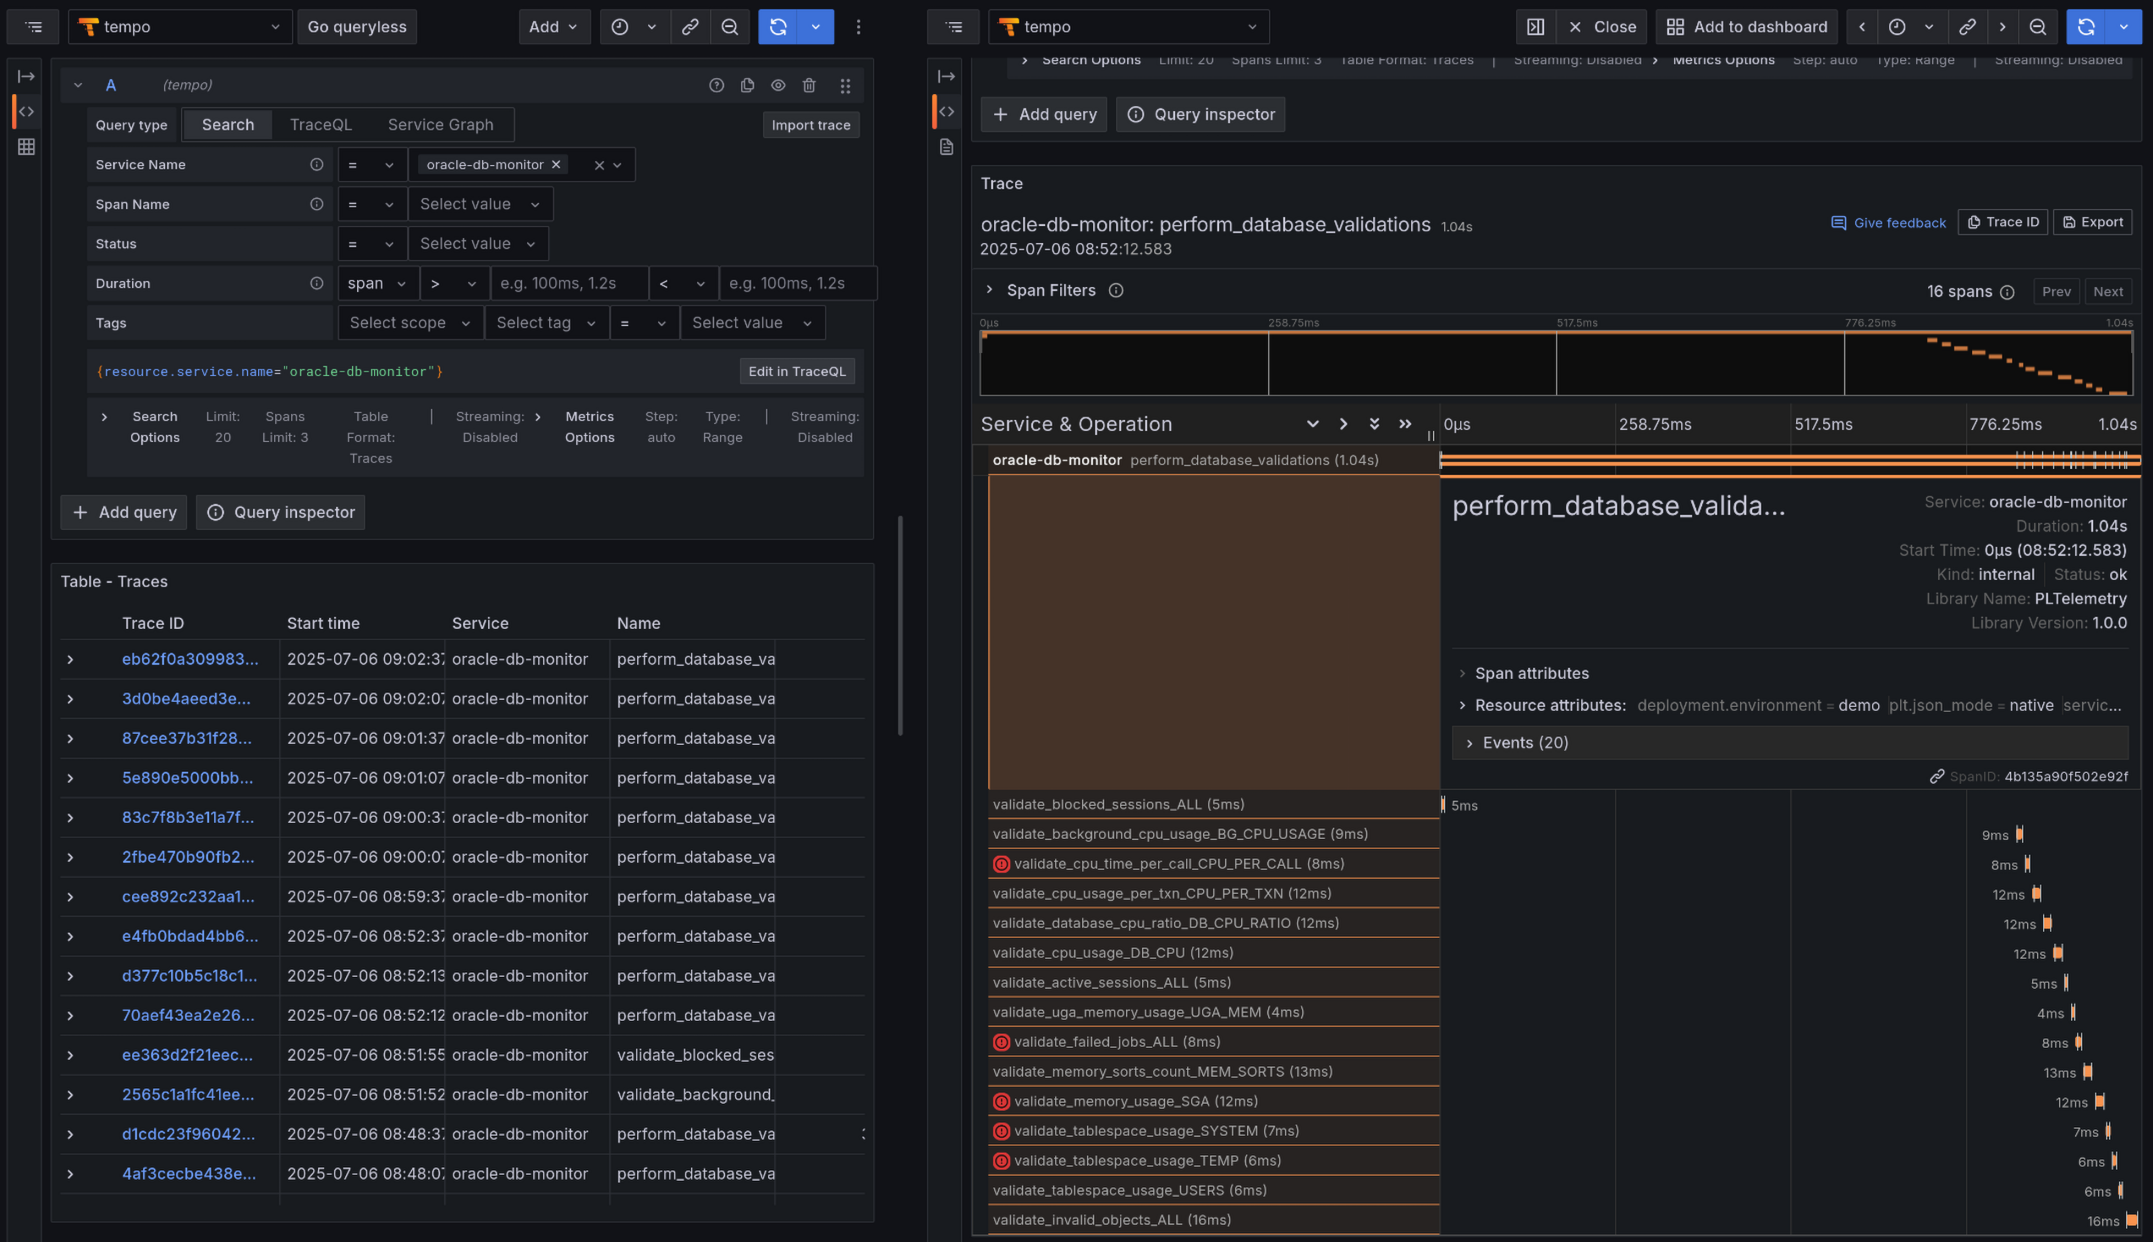 tempo
Go queryless
Add
A
(tempo)
Query type
Search
TraceQL
Service Graph
Import trace
Service Name
=
oracle-db-monitor
Span Name
=
Select value
Status
=
Select value
Duration
span
>
e.g. 100ms, 1.2s
<
e.g. 100ms, 1.2s
Tags
Select scope
Select tag
=
Select value
{resource.service.name="oracle-db-monitor"}
Edit in TraceQL
Search Options
Limit: 20
Spans Limit: 3
Table Format: Traces
|
Streaming: Disabled
Metrics Options
Step: auto
Type: Range
|
Streaming: Disabled
Add query
Query inspector
Table - Traces
Trace ID Start time Service Name
eb62f0a309983... 2025-07-06 09:02:37 oracle-db-monitor perform_database_va
3d0be4aeed3e... 2025-07-06 09:02:07 oracle-db-monitor perform_database_va
87cee37b31f28... 2025-07-06 09:01:37 oracle-db-monitor perform_database_va
5e890e5000bb... 2025-07-06 09:01:07 oracle-db-monitor perform_database_va
83c7f8b3e11a7f... 2025-07-06 09:00:37 oracle-db-monitor perform_database_va
2fbe470b90fb2... 2025-07-06 09:00:07 oracle-db-monitor perform_database_va
cee892c232aa1... 2025-07-06 08:59:37 oracle-db-monitor perform_database_va
e4fb0bdad4bb6... 2025-07-06 08:52:37 oracle-db-monitor perform_database_va
d377c10b5c18c1... 2025-07-06 08:52:13 oracle-db-monitor perform_database_va
70aef43ea2e26... 2025-07-06 08:52:12 oracle-db-monitor perform_database_va
ee363d2f21eec... 2025-07-06 08:51:55 oracle-db-monitor validate_blocked_ses
2565c1a1fc41ee... 2025-07-06 08:51:52 oracle-db-monitor validate_background_
d1cdc23f96042... 2025-07-06 08:48:37 oracle-db-monitor perform_database_va
4af3cecbe438e... 2025-07-06 08:48:07 oracle-db-monitor perform_database_va
tempo
Close
Add to dashboard
Search Options Limit: 20 Spans Limit: 3 Table Format: Traces | Streaming: Disabled Metrics Options Step: auto Type: Range | Streaming: Disabled
Add query
Query inspector
Trace
oracle-db-monitor: perform_database_validations 1.04s
Give feedback
Trace ID
Export
2025-07-06 08:52:12.583
Span Filters
16 spans
Prev
Next
0µs 258.75ms 517.5ms 776.25ms 1.04s
Service & Operation
0µs 258.75ms 517.5ms 776.25ms 1.04s
oracle-db-monitor perform_database_validations (1.04s)
perform_database_valida...
Service: oracle-db-monitor
Duration: 1.04s
Start Time: 0µs (08:52:12.583)
Kind: internal Status: ok
Library Name: PLTelemetry
Library Version: 1.0.0
Span attributes
Resource attributes: deployment.environment = demo plt.json_mode = native servic...
Events (20)
SpanID: 4b135a90f502e92f
validate_blocked_sessions_ALL (5ms) 5ms
validate_background_cpu_usage_BG_CPU_USAGE (9ms) 9ms
validate_cpu_time_per_call_CPU_PER_CALL (8ms) 8ms
validate_cpu_usage_per_txn_CPU_PER_TXN (12ms) 12ms
validate_database_cpu_ratio_DB_CPU_RATIO (12ms) 12ms
validate_cpu_usage_DB_CPU (12ms) 12ms
validate_active_sessions_ALL (5ms) 5ms
validate_uga_memory_usage_UGA_MEM (4ms) 4ms
validate_failed_jobs_ALL (8ms) 8ms
validate_memory_sorts_count_MEM_SORTS (13ms) 13ms
validate_memory_usage_SGA (12ms) 12ms
validate_tablespace_usage_SYSTEM (7ms) 7ms
validate_tablespace_usage_TEMP (6ms) 6ms
validate_tablespace_usage_USERS (6ms) 6ms
validate_invalid_objects_ALL (16ms) 16ms